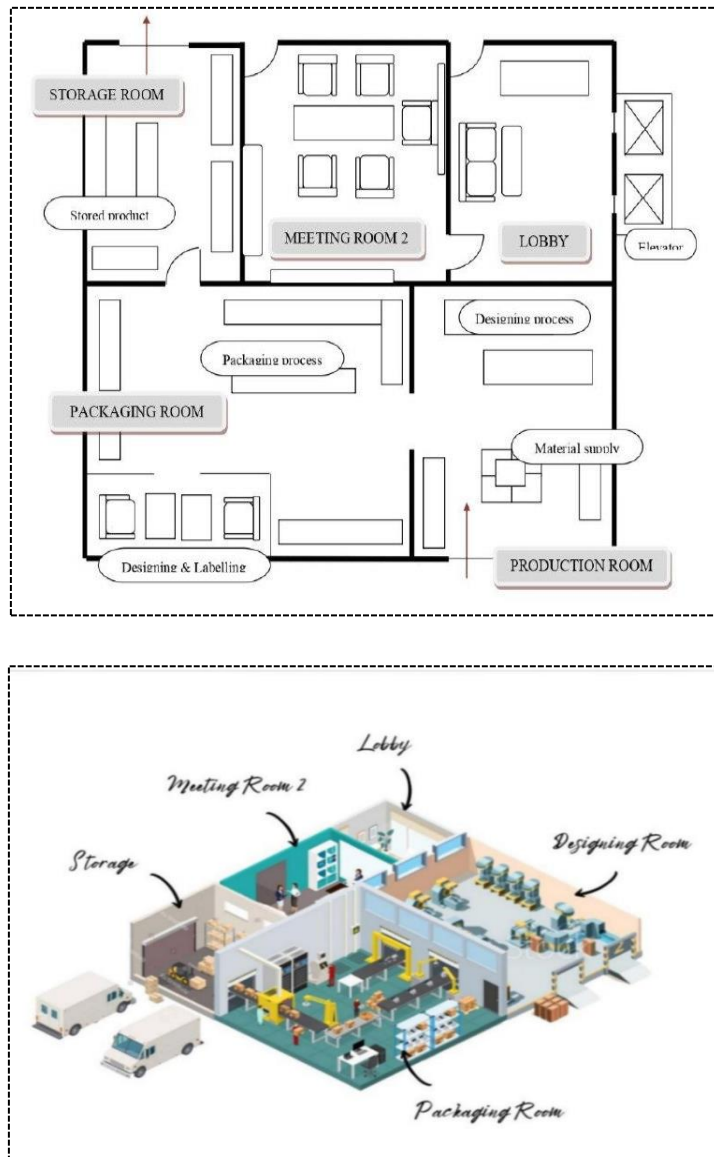 STORAGE ROOM
Stored product
MEETING ROOM 2
LOBBY
Elevator
Designing process
Packaging process
PACKAGING ROOM
Material supply
Designing & Labelling
PRODUCTION ROOM
Lobby
Meeting Room 2
Designing Room
Storage
Packaging Room